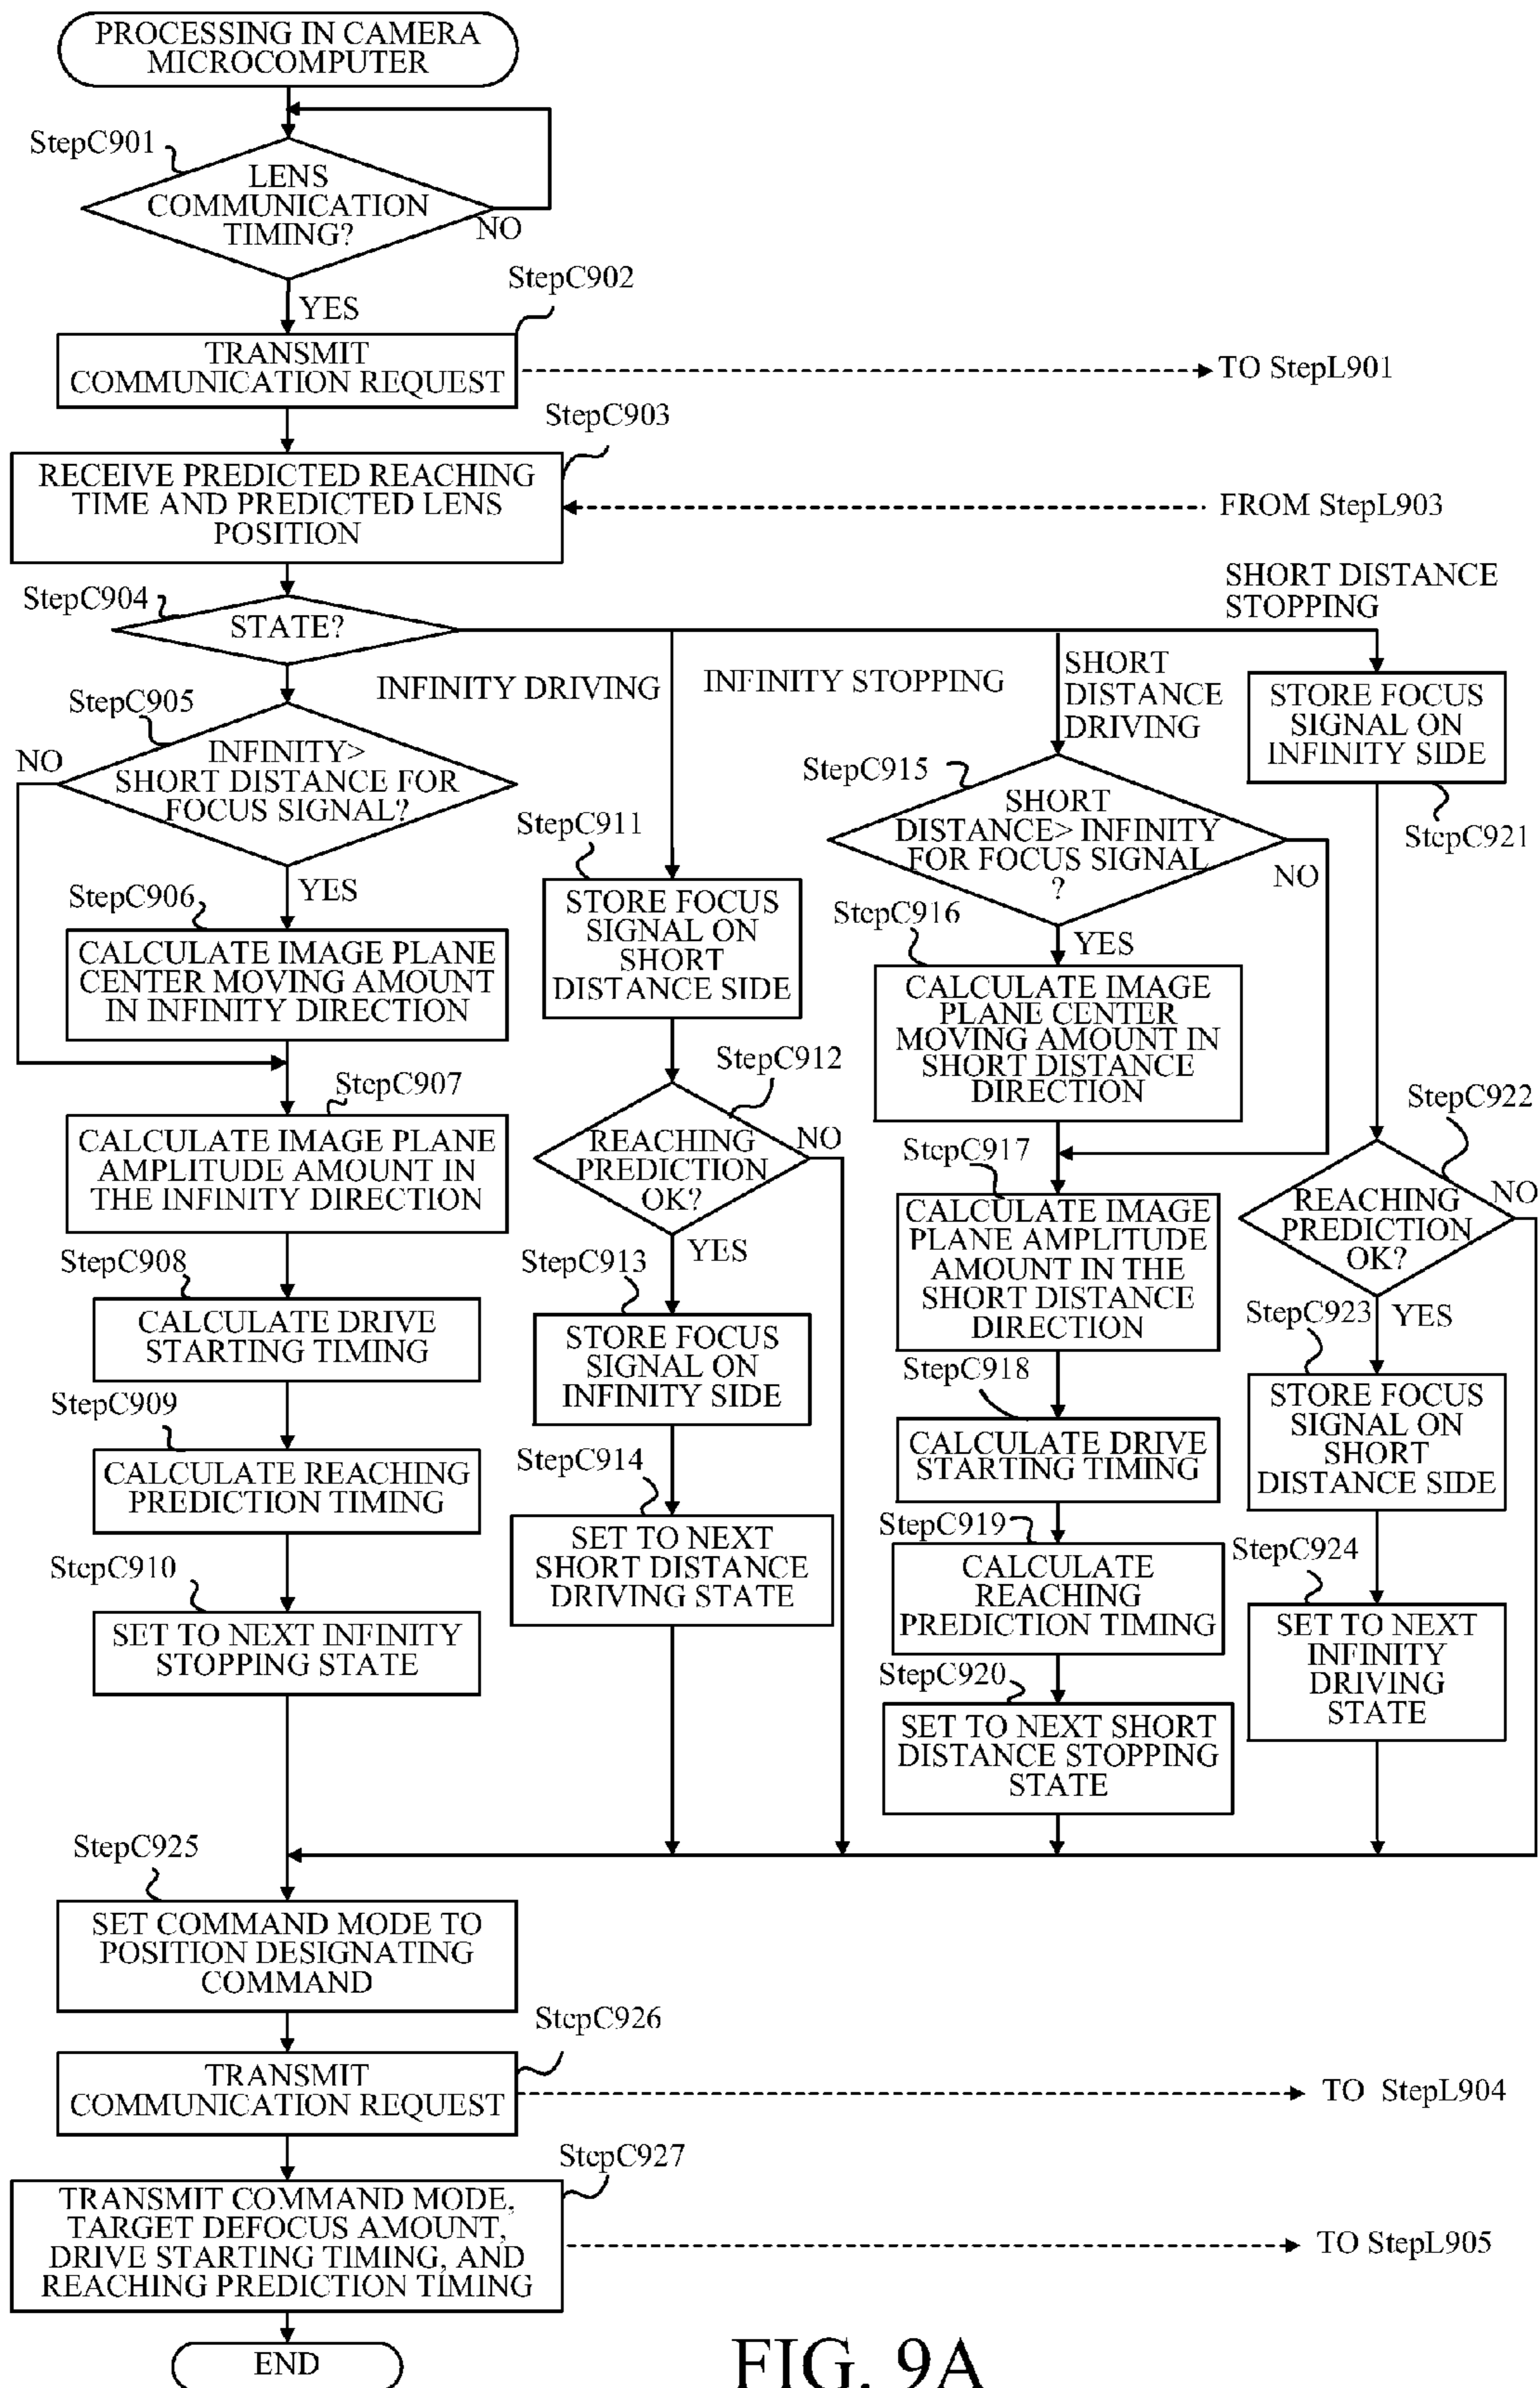 PROCESSING IN CAMERA
MICROCOMPUTER
StepC901
LENS
COMMUNICATION
TIMING?
NO
YES
StepC902
TRANSMIT
COMMUNICATION REQUEST
TO StepL901
StepC903
RECEIVE PREDICTED REACHING
TIME AND PREDICTED LENS
POSITION
FROM StepL903
StepC904
STATE?
SHORT DISTANCE
STOPPING
INFINITY DRIVING
INFINITY STOPPING
SHORT
DISTANCE
DRIVING
StepC905
INFINITY>
SHORT DISTANCE FOR
FOCUS SIGNAL?
NO
YES
StepC906
CALCULATE IMAGE PLANE
CENTER MOVING AMOUNT
IN INFINITY DIRECTION
StepC907
CALCULATE IMAGE PLANE
AMPLITUDE AMOUNT IN
THE INFINITY DIRECTION
StepC908
CALCULATE DRIVE
STARTING TIMING
StepC909
CALCULATE REACHING
PREDICTION TIMING
StepC910
SET TO NEXT INFINITY
STOPPING STATE
StepC911
STORE FOCUS
SIGNAL ON
SHORT
DISTANCE SIDE
StepC912
REACHING
PREDICTION
OK?
NO
YES
StepC913
STORE FOCUS
SIGNAL ON
INFINITY SIDE
StepC914
SET TO NEXT
SHORT DISTANCE
DRIVING STATE
StepC915
SHORT
DISTANCE> INFINITY
FOR FOCUS SIGNAL
?
NO
YES
StepC916
CALCULATE IMAGE
PLANE CENTER
MOVING AMOUNT IN
SHORT DISTANCE
DIRECTION
StepC917
CALCULATE IMAGE
PLANE AMPLITUDE
AMOUNT IN THE
SHORT DISTANCE
DIRECTION
StepC918
CALCULATE DRIVE
STARTING TIMING
StepC919
CALCULATE
REACHING
PREDICTION TIMING
StepC920
SET TO NEXT SHORT
DISTANCE STOPPING
STATE
STORE FOCUS
SIGNAL ON
INFINITY SIDE
StepC921
StepC922
REACHING
PREDICTION
OK?
NO
YES
StepC923
STORE FOCUS
SIGNAL ON
SHORT
DISTANCE SIDE
StepC924
SET TO NEXT
INFINITY
DRIVING
STATE
StepC925
SET COMMAND MODE TO
POSITION DESIGNATING
COMMAND
StepC926
TRANSMIT
COMMUNICATION REQUEST
TO StepL904
StepC927
TRANSMIT COMMAND MODE,
TARGET DEFOCUS AMOUNT,
DRIVE STARTING TIMING, AND
REACHING PREDICTION TIMING
TO StepL905
END
FIG. 9A